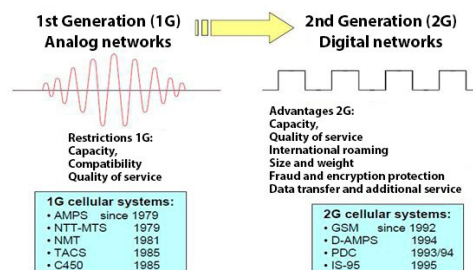 1st Generation (1G)
Analog networks
2nd Generation (2G)
Digital networks
Restrictions 1G:
Capacity,
Compatibility
Quality of service
Advantages 2G:
Capacity,
Quality of service
International roaming
Size and weight
Fraud and encryption protection
Data transfer and additional service
1G cellular systems:
• AMPS since 1979
• NTT-MTS 1979
• NMT 1981
• TACS 1985
• C450 1985
2G cellular systems:
• GSM since 1992
• D-AMPS 1994
• PDC 1993/94
• IS-95 1995